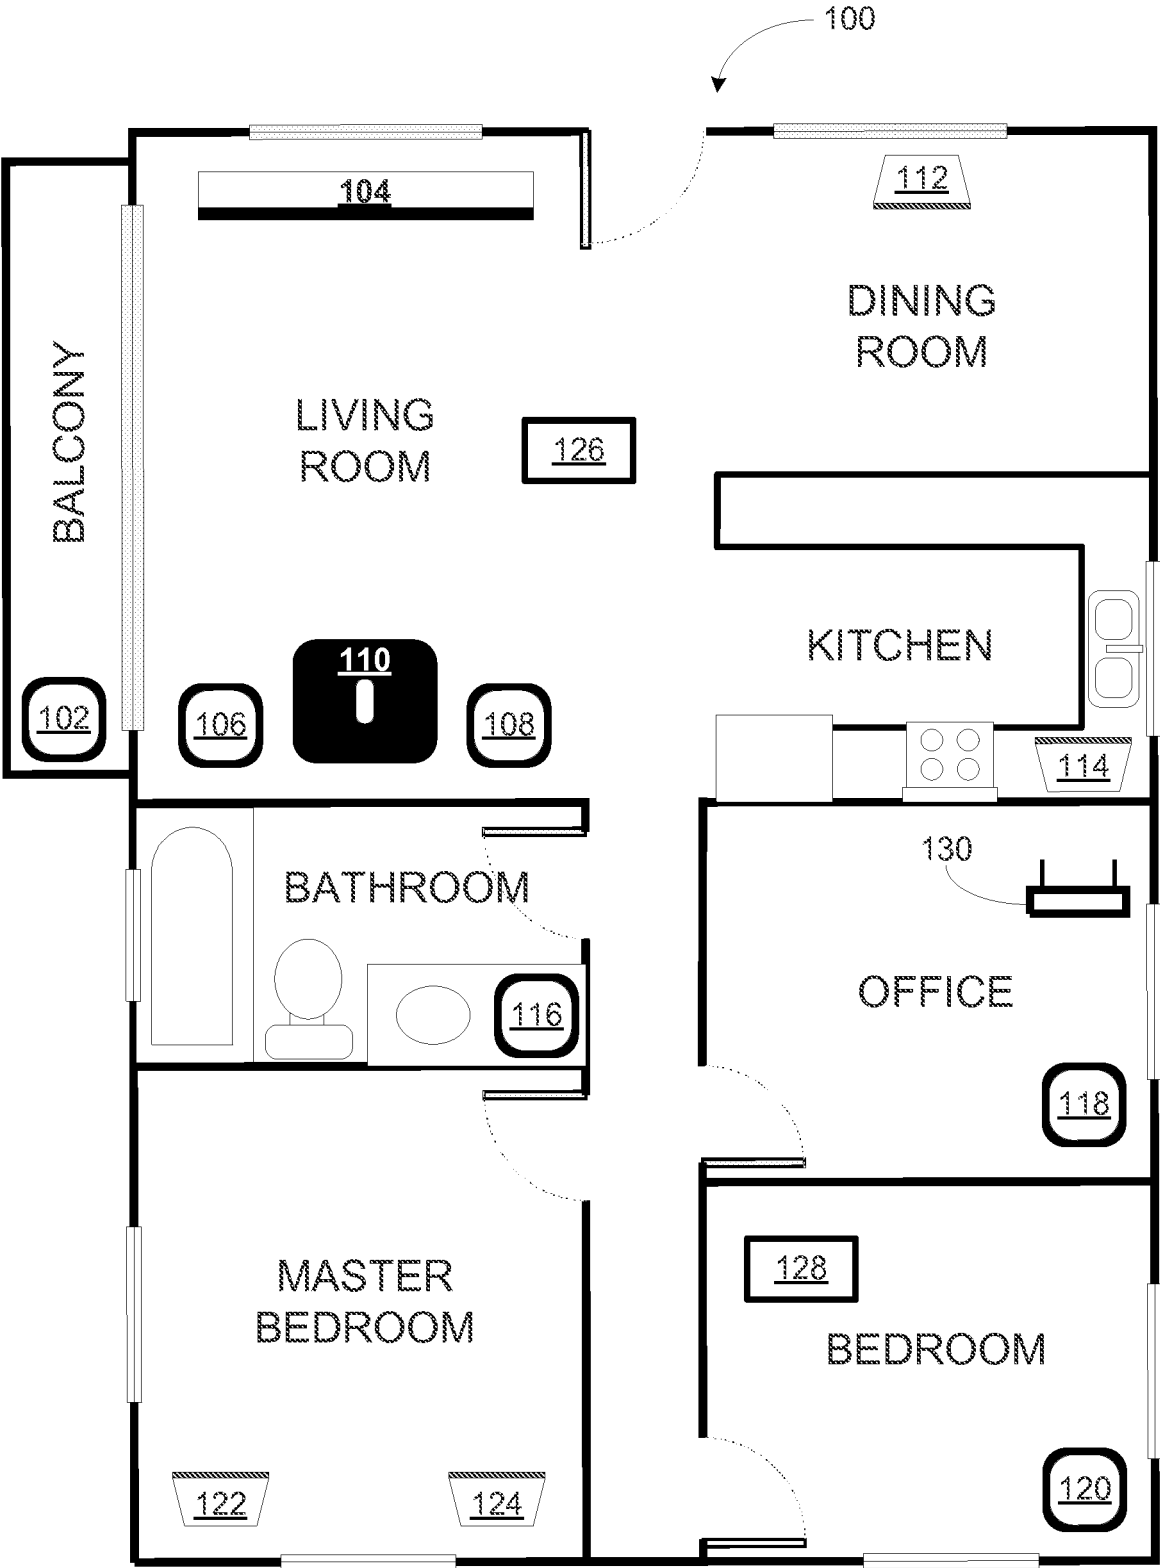 100
104
112
DINING
ROOM
BALCONY
LIVING
ROOM
126
KITCHEN
110
102
106
108
114
130
BATHROOM
OFFICE
116
118
128
MASTER
BEDROOM
BEDROOM
122
124
120